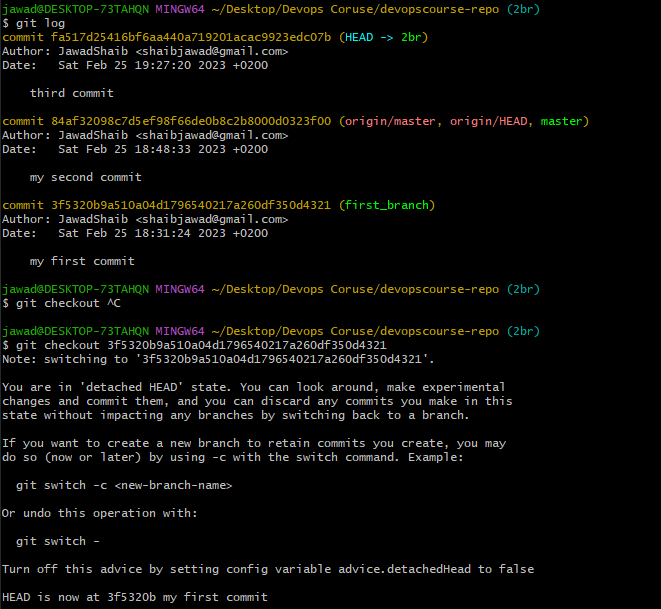 jawad@DESKTOP-73TAHQN MINGW64 ~/Desktop/Devops Coruse/devopscourse-repo (2br)
$ git log
commit fa517d25416bf6aa440a719201acac9923edc07b (HEAD -> 2br)
Author: JawadShaib <shaibjawad@gmail.com>
Date:   Sat Feb 25 19:27:20 2023 +0200

    third commit

commit 84af32098c7d5ef98f66de0b8c2b8000d0323f00 (origin/master, origin/HEAD, master)
Author: JawadShaib <shaibjawad@gmail.com>
Date:   Sat Feb 25 18:48:33 2023 +0200

    my second commit

commit 3f5320b9a510a04d1796540217a260df350d4321 (first_branch)
Author: JawadShaib <shaibjawad@gmail.com>
Date:   Sat Feb 25 18:31:24 2023 +0200

    my first commit

jawad@DESKTOP-73TAHQN MINGW64 ~/Desktop/Devops Coruse/devopscourse-repo (2br)
$ git checkout ^C

jawad@DESKTOP-73TAHQN MINGW64 ~/Desktop/Devops Coruse/devopscourse-repo (2br)
$ git checkout 3f5320b9a510a04d1796540217a260df350d4321
Note: switching to '3f5320b9a510a04d1796540217a260df350d4321'.

You are in 'detached HEAD' state. You can look around, make experimental
changes and commit them, and you can discard any commits you make in this
state without impacting any branches by switching back to a branch.

If you want to create a new branch to retain commits you create, you may
do so (now or later) by using -c with the switch command. Example:

  git switch -c <new-branch-name>

Or undo this operation with:

  git switch -

Turn off this advice by setting config variable advice.detachedHead to false

HEAD is now at 3f5320b my first commit